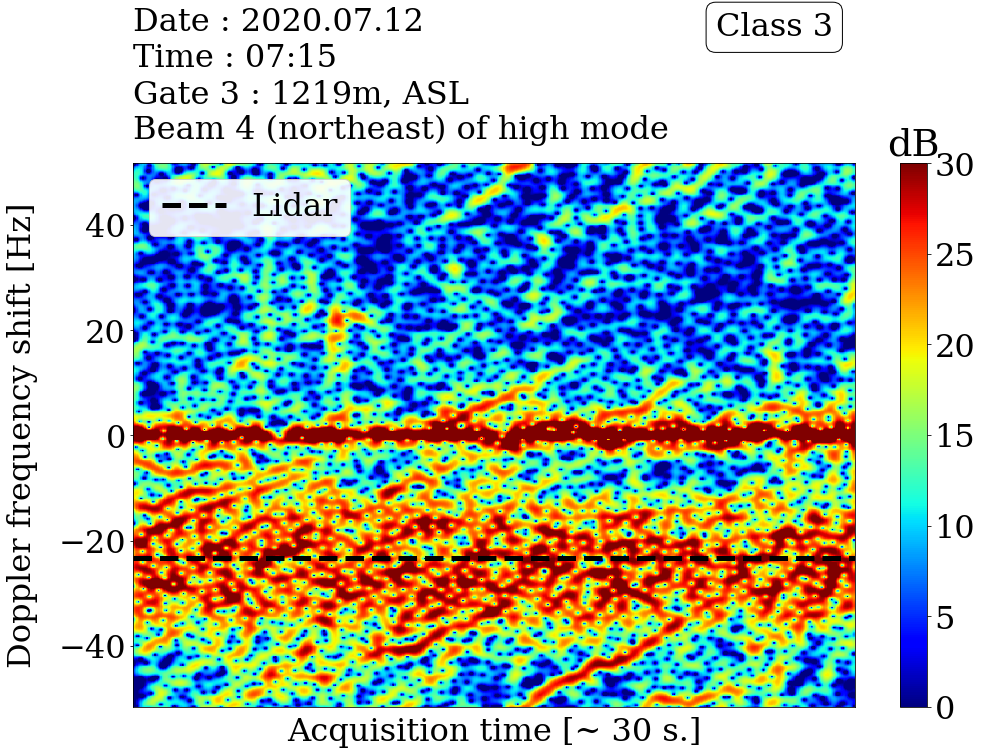 Date : 2020.07.12
Time : 07:15
Gate 3 : 1219m, ASL
Beam 4 (northeast) of high mode
Class 3
dB
Lidar
Doppler frequency shift [Hz]
40
20
0
−20
−40
Acquisition time [~ 30 s.]
30
25
20
15
10
5
0